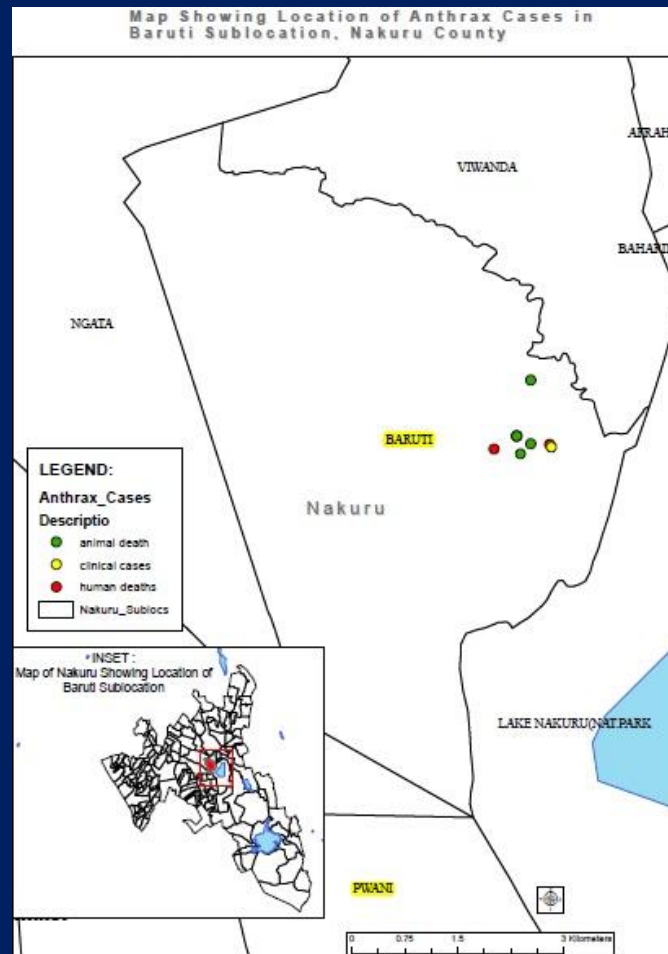 Map Showing Location of Anthrax Cases in
Baruti Sublocation, Nakuru County
VIWANDA
NGATA
BARUTI
Nakuru
LEGEND:
Anthrax_Cases
Descriptio
animal death
clinical cases
human deaths
Nakuru_Sublocs
INSET :
Map of Nakuru Showing Location of
Baruti Sublocation
LAKE NAKURU(NAT.PARK
PWANI
0 0.75 1.5 3 Kilometers